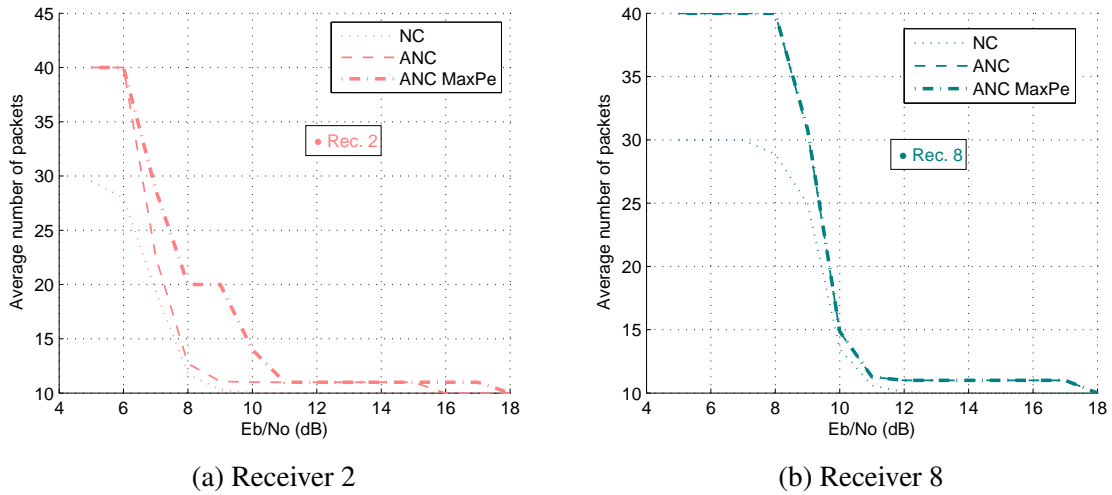 45
40
35
30
25
20
15
10
Average number of packets
4 6 8 10 12 14 16 18
Eb/No (dB)
NC
ANC
ANC MaxPe
Rec. 2
(a) Receiver 2
40
35
30
25
20
15
10
Average number of packets
4 6 8 10 12 14 16 18
Eb/No (dB)
NC
ANC
ANC MaxPe
Rec. 8
(b) Receiver 8